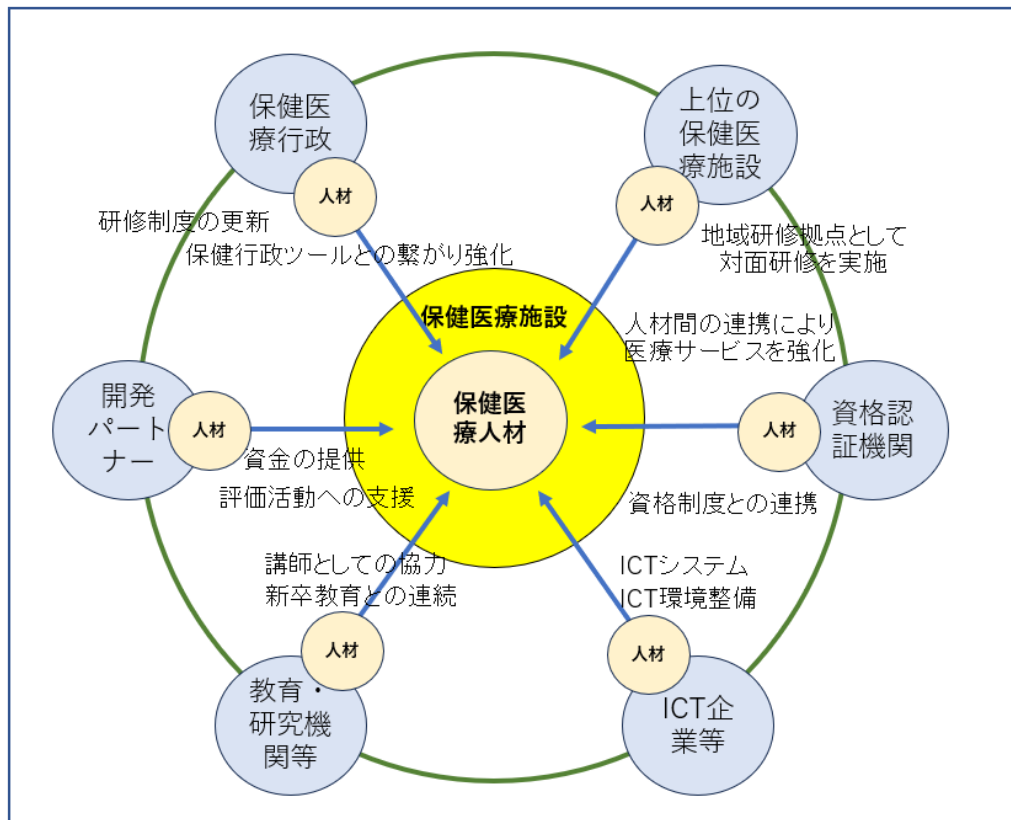 保健医
療行政
人材
上位の
保健医
療施設
人材
研修制度の更新
保健行政ツールとの繋がり強化
地域研修拠点として
対面研修を実施
保健医療施設
人材間の連携により
医療サービスを強化
保健医
療人材
開発
パート
ナー
人材
資金の提供
評価活動への支援
人材
資格認
証機関
資格制度との連携
講師としての協力
新卒教育との連続
ICTシステム
ICT環境整備
人材
教育・
研究機
関等
人材
ICT企
業等